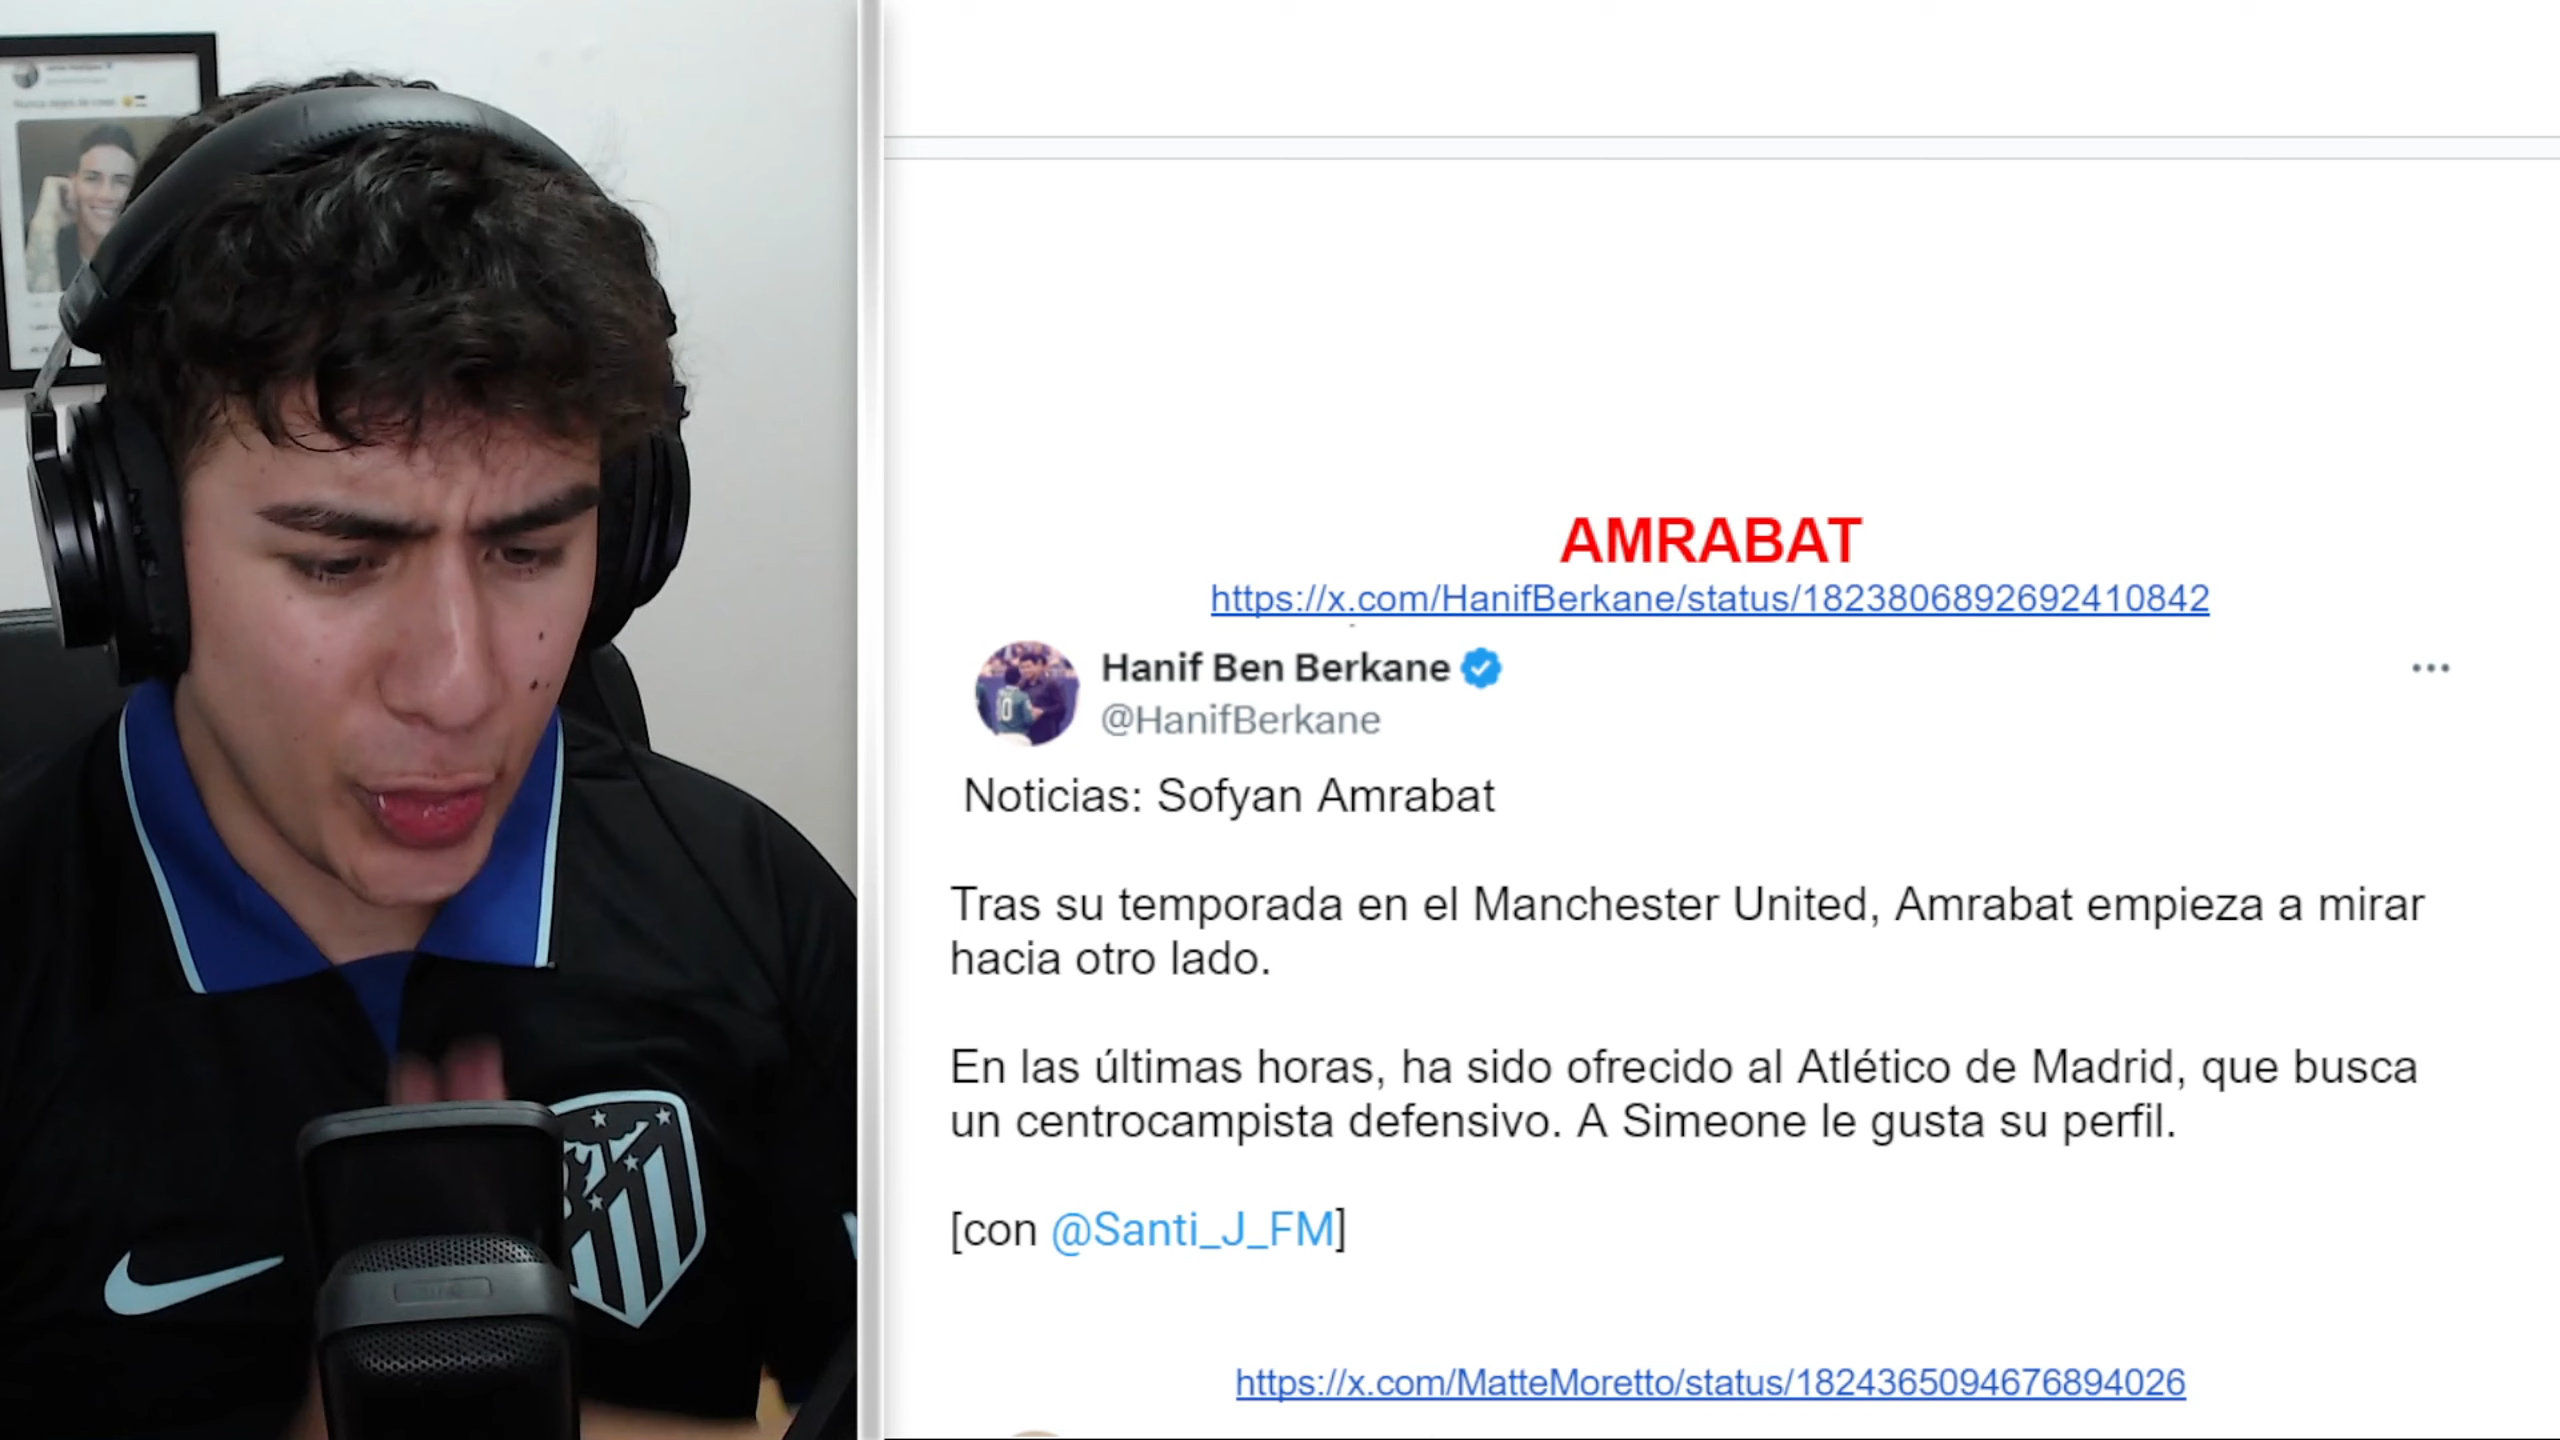 AMRABAT
https://x.com/HanifBerkane/status/1823806892692410842
Hanif Ben Berkane
@HanifBerkane
Noticias: Sofyan Amrabat
Tras su temporada en el Manchester United, Amrabat empieza a mirar
hacia otro lado.
En las últimas horas, ha sido ofrecido al Atlético de Madrid, que busca
un centrocampista defensivo. A Simeone le gusta su perfil.
[con @Santi_J_FM]
https://x.com/MatteMoretto/status/1824365094676894026